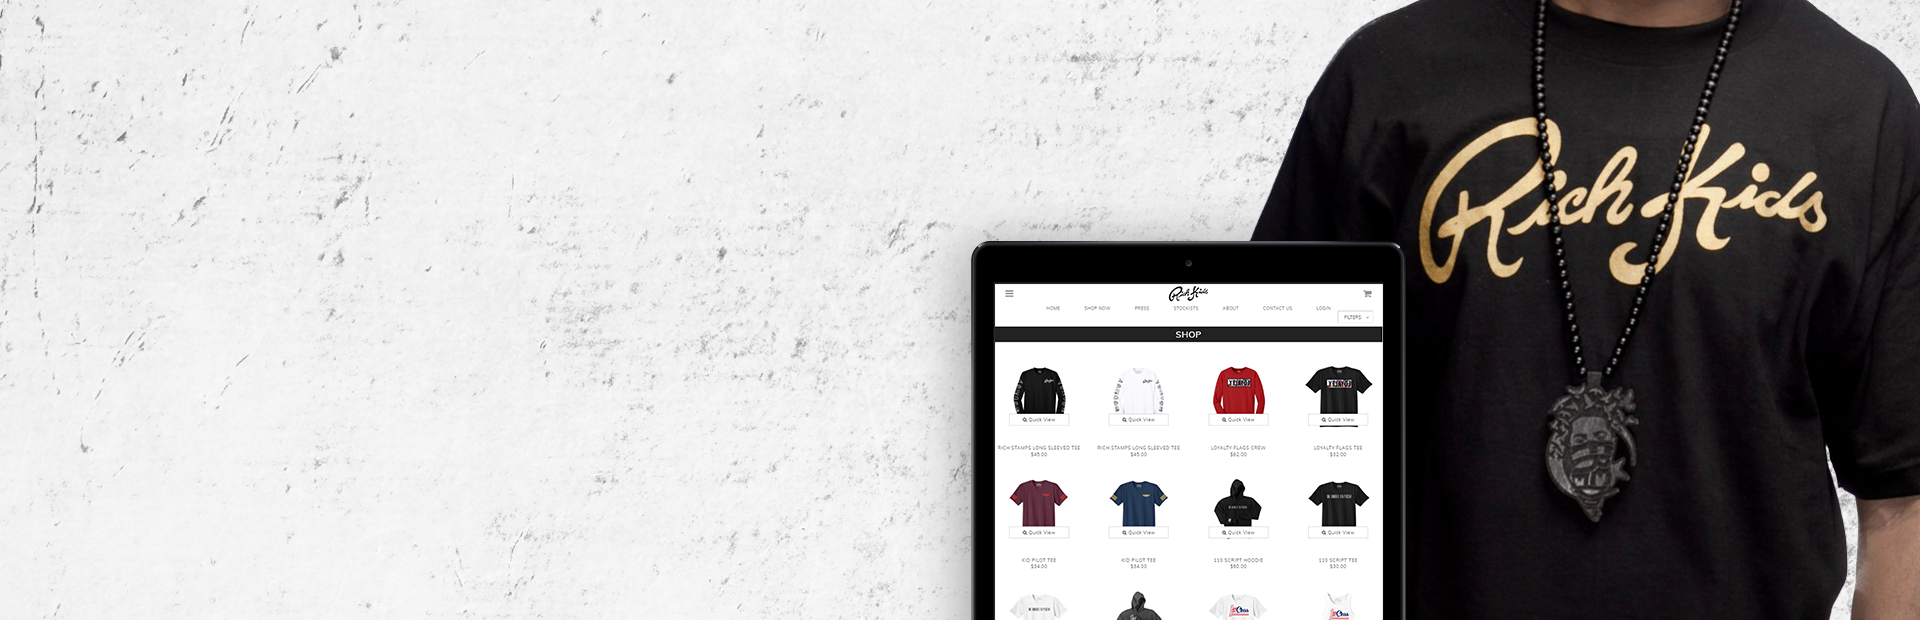 Rich Kids
Rich Kids
HOME SHOP NOW PRESS STOCKISTS ABOUT CONTACT US LOGIN
FILTERS
SHOP
Quick View Quick View Quick View Quick View
RICH STAMPS LONG SLEEVED TEE RICH STAMPS LONG SLEEVED TEE LOYALTY FLAGS CREW LOYALTY FLAGS TEE
$45.00 $45.00 $62.00 $32.00
Quick View Quick View Quick View Quick View
KID PILOT TEE KID PILOT TEE 110 SCRIPT HOODIE 110 SCRIPT TEE
$34.00 $34.00 $60.00 $30.00